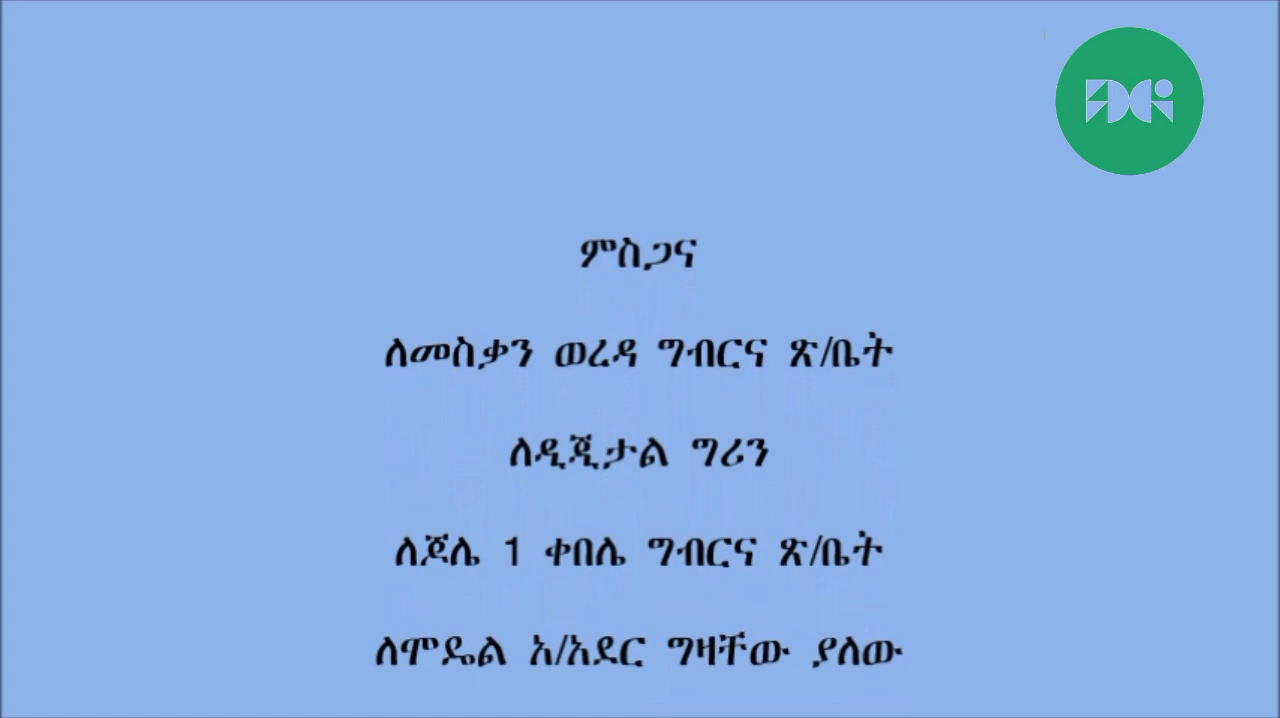 ምስጋና
ለመስቃን ወረዳ ግብርና ጽ/ቤት
ለዲጂታል ግሪን
ለጆሌ 1 ቀበሌ ግብርና ጽ/ቤት
ለሞዴል አ/አደር ግዛቸው ያለው